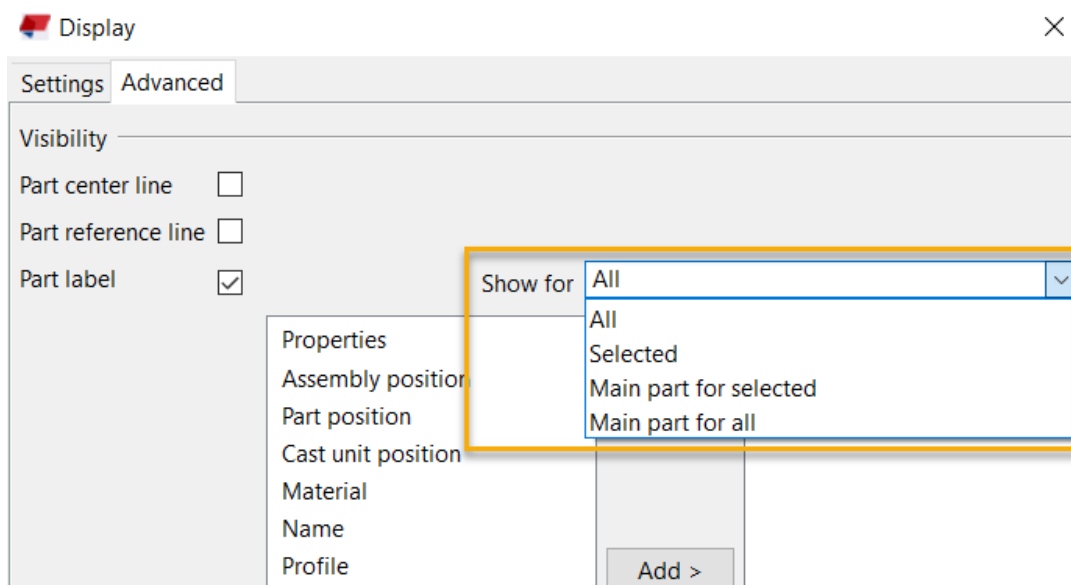 Display
Settings
Advanced
Visibility
Part center line
Part reference line
Part label
Show for
All
All
Selected
Main part for selected
Main part for all
Properties
Assembly position
Part position
Cast unit position
Material
Name
Profile
Add >